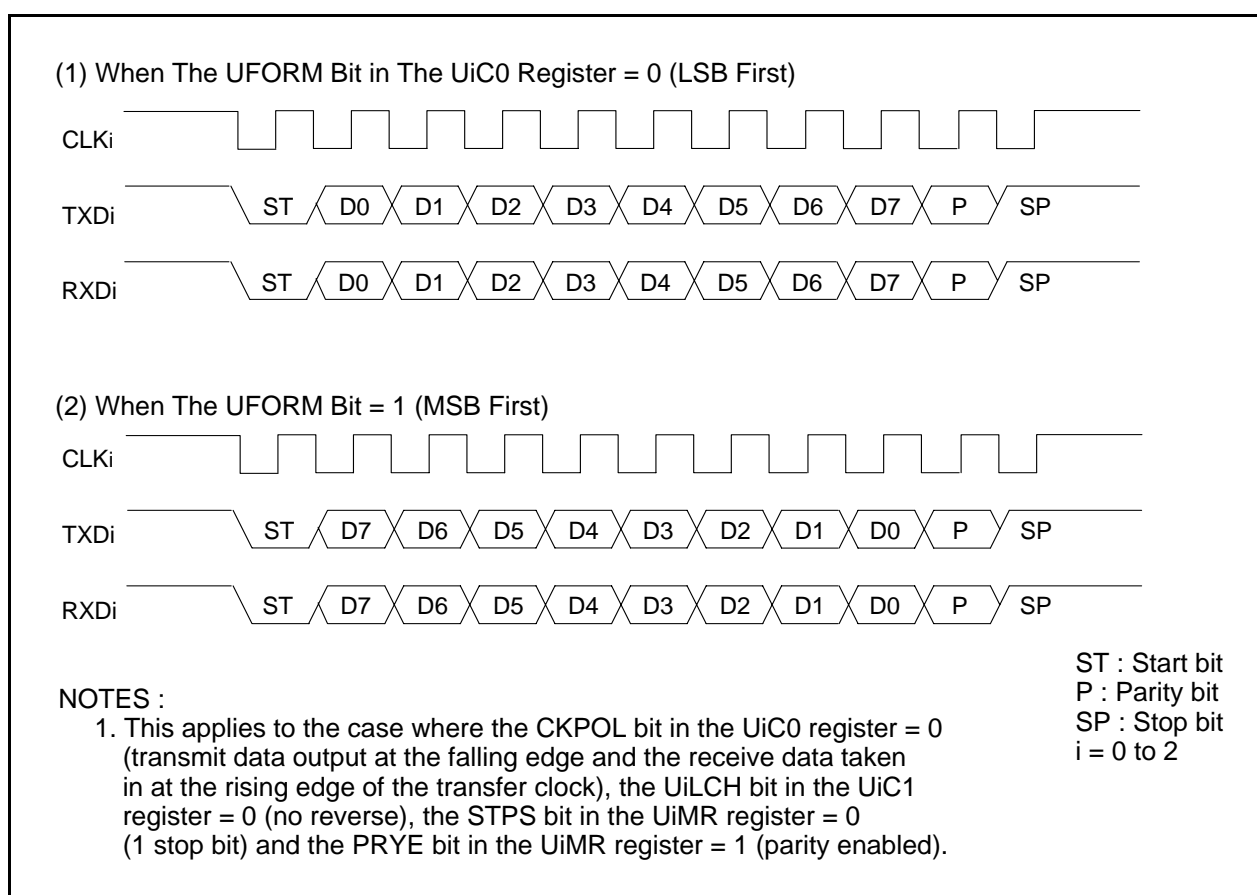 (1) When The UFORM Bit in The UiC0 Register = 0 (LSB First)
CLKi
TXDi ST D0 D1 D2 D3 D4 D5 D6 D7 P SP
RXDi ST D0 D1 D2 D3 D4 D5 D6 D7 P SP
(2) When The UFORM Bit = 1 (MSB First)
CLKi
TXDi ST D7 D6 D5 D4 D3 D2 D1 D0 P SP
RXDi ST D7 D6 D5 D4 D3 D2 D1 D0 P SP
ST : Start bit
P : Parity bit
SP : Stop bit
i = 0 to 2
NOTES :
1. This applies to the case where the CKPOL bit in the UiC0 register = 0
(transmit data output at the falling edge and the receive data taken
in at the rising edge of the transfer clock), the UiLCH bit in the UiC1
register = 0 (no reverse), the STPS bit in the UiMR register = 0
(1 stop bit) and the PRYE bit in the UiMR register = 1 (parity enabled).